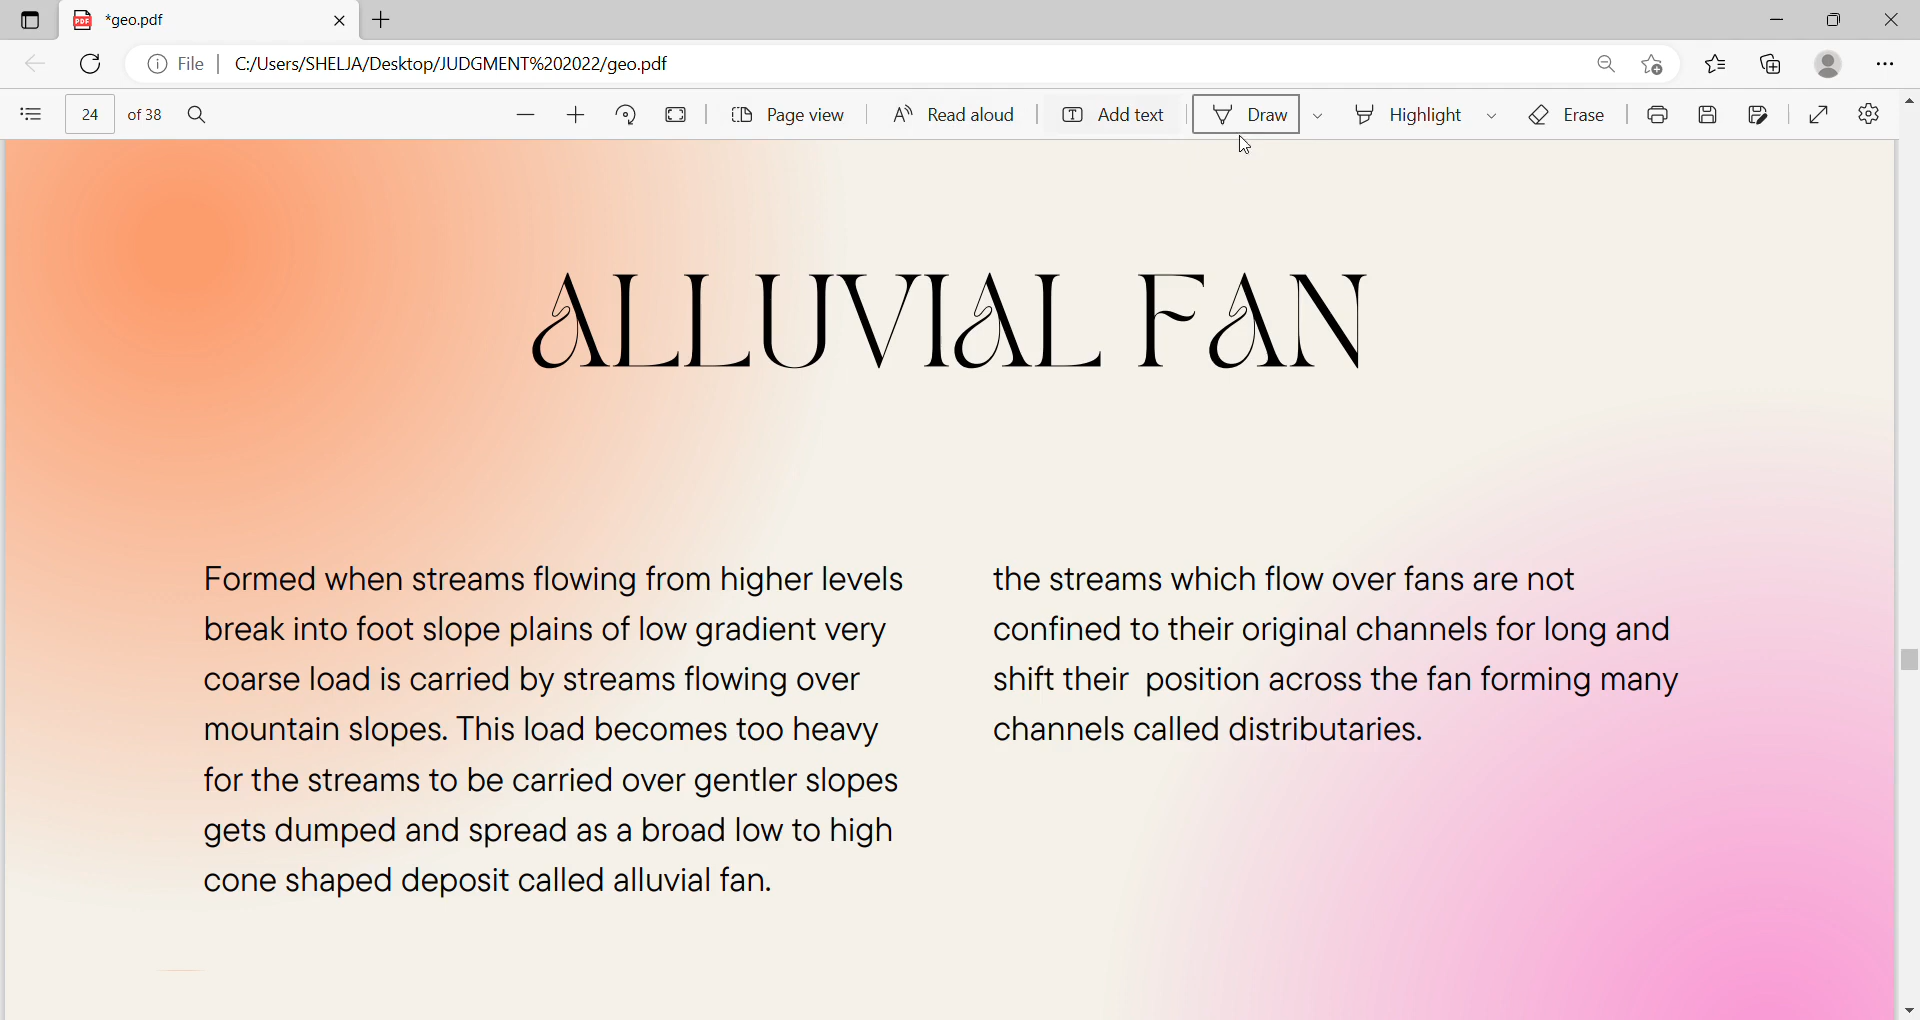 *geo.pdf
File
C:/Users/SHELJA/Desktop/JUDGMENT%202022/geo.pdf
24 of 38
Page view
Read aloud
Add text
Draw
Highlight
Erase
ALLUVIAL FAN
Formed when streams flowing from higher levels
break into foot slope plains of low gradient very
coarse load is carried by streams flowing over
mountain slopes. This load becomes too heavy
for the streams to be carried over gentler slopes
gets dumped and spread as a broad low to high
cone shaped deposit called alluvial fan.
the streams which flow over fans are not
confined to their original channels for long and
shift their  position across the fan forming many
channels called distributaries.